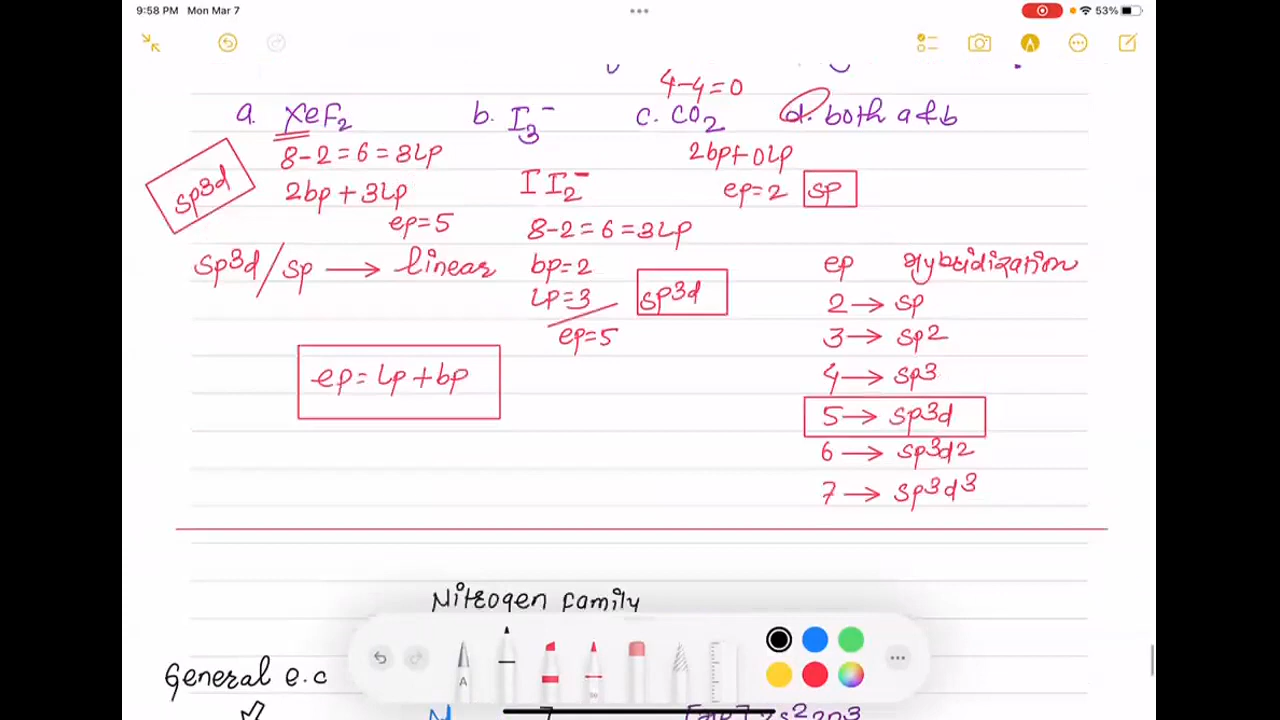 9:58 PM Mon Mar 7
53%
4-4=0
a. XeF2 b. I3- c. CO2 d. both a & b
8-2=6=3Lp
2bp+3Lp
ep=5
sp3d
sp3d/sp → linear
ep=Lp+bp
I I2-
8-2=6=3Lp
bp=2
Lp=3
ep=5
sp3d
2bp+0Lp
ep=2 sp
ep Hybridization
2 → sp
3 → sp2
4 → sp3
5 → sp3d
6 → sp3d2
7 → sp3d3
Nitrogen family
General e.c
A
50
N 7